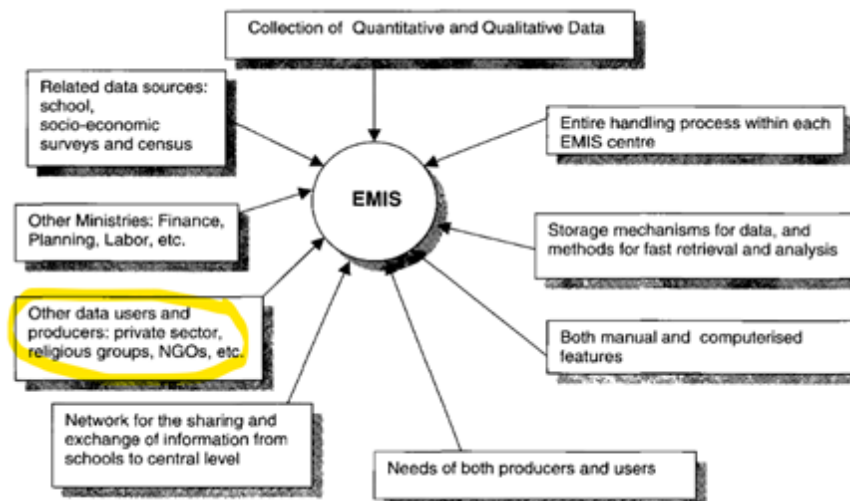 Collection of Quantitative and Qualitative Data
Related data sources:
school,
socio-economic
surveys and census
Entire handling process within each
EMIS centre
EMIS
Other Ministries: Finance,
Planning, Labor, etc.
Storage mechanisms for data, and
methods for fast retrieval and analysis
Other data users and
producers: private sector,
religious groups, NGOs, etc.
Both manual and computerised
features
Network for the sharing and
exchange of information from
schools to central level
Needs of both producers and users